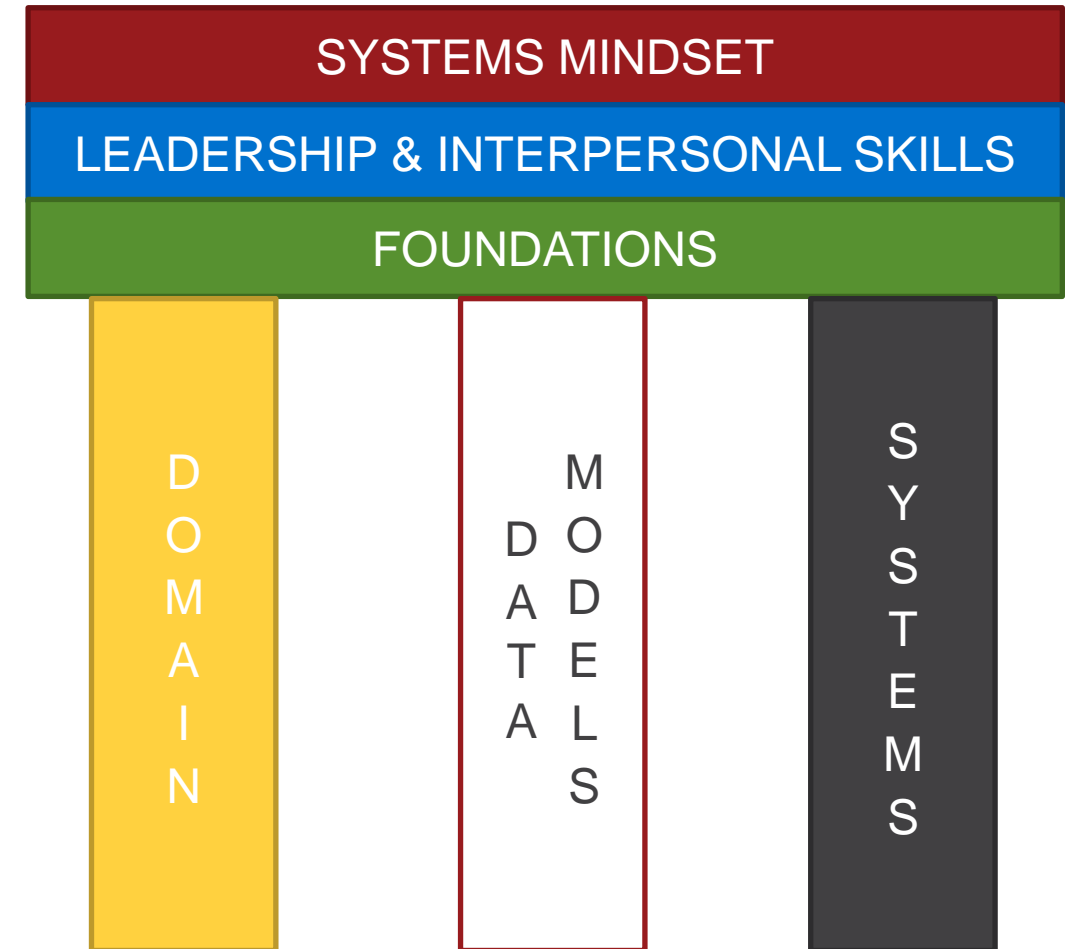 SYSTEMS MINDSET
LEADERSHIP & INTERPERSONAL SKILLS
FOUNDATIONS
DOMAIN
DATA
MODELS
SYSTEMS